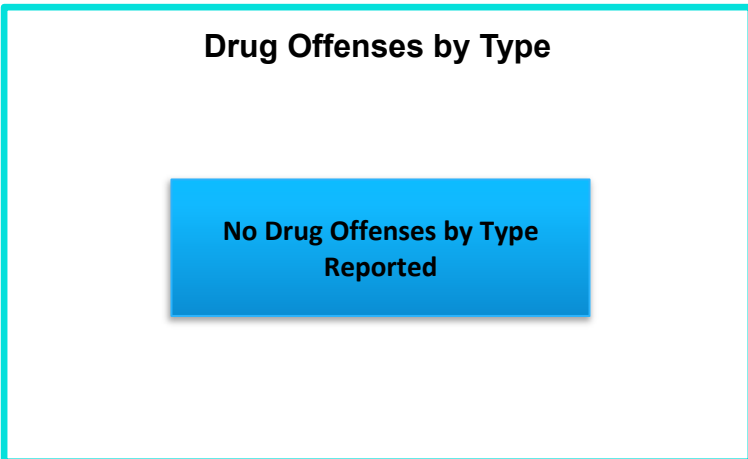 Drug Offenses by Type
No Drug Offenses by Type
Reported